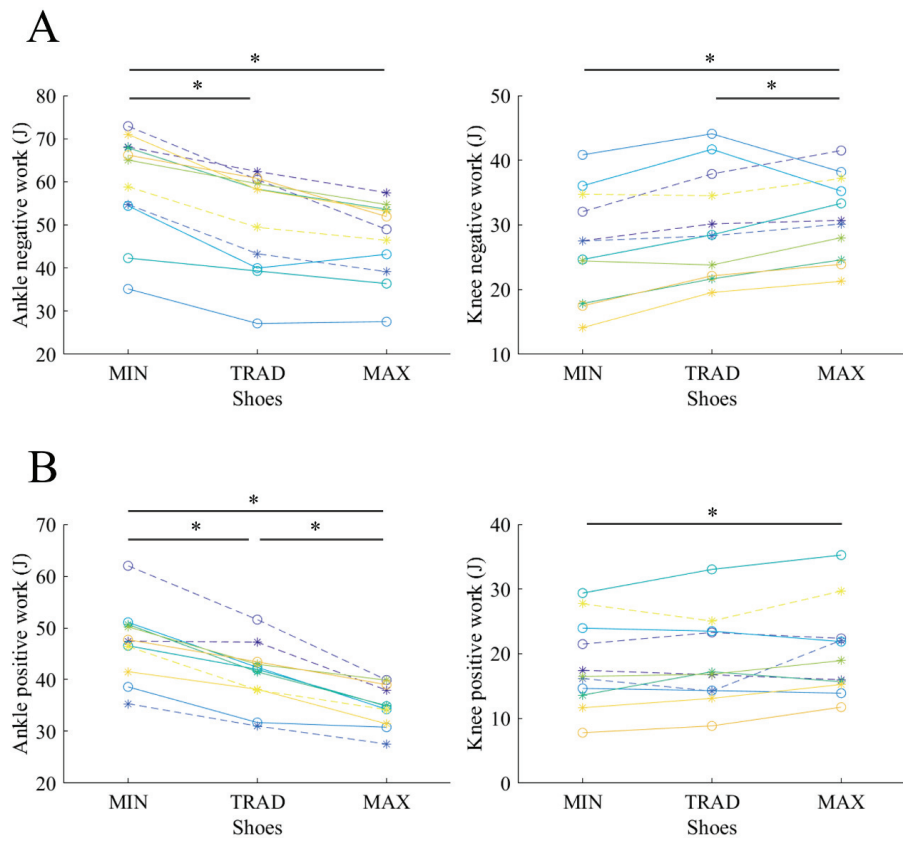 A
*
*
80
70
60
50
40
30
20
Ankle negative work (J)
MIN TRAD MAX
Shoes
*
*
50
40
30
20
10
Knee negative work (J)
MIN TRAD MAX
Shoes
B
*
*
*
70
60
50
40
30
20
Ankle positive work (J)
MIN TRAD MAX
Shoes
*
40
30
20
10
0
Knee positive work (J)
MIN TRAD MAX
Shoes